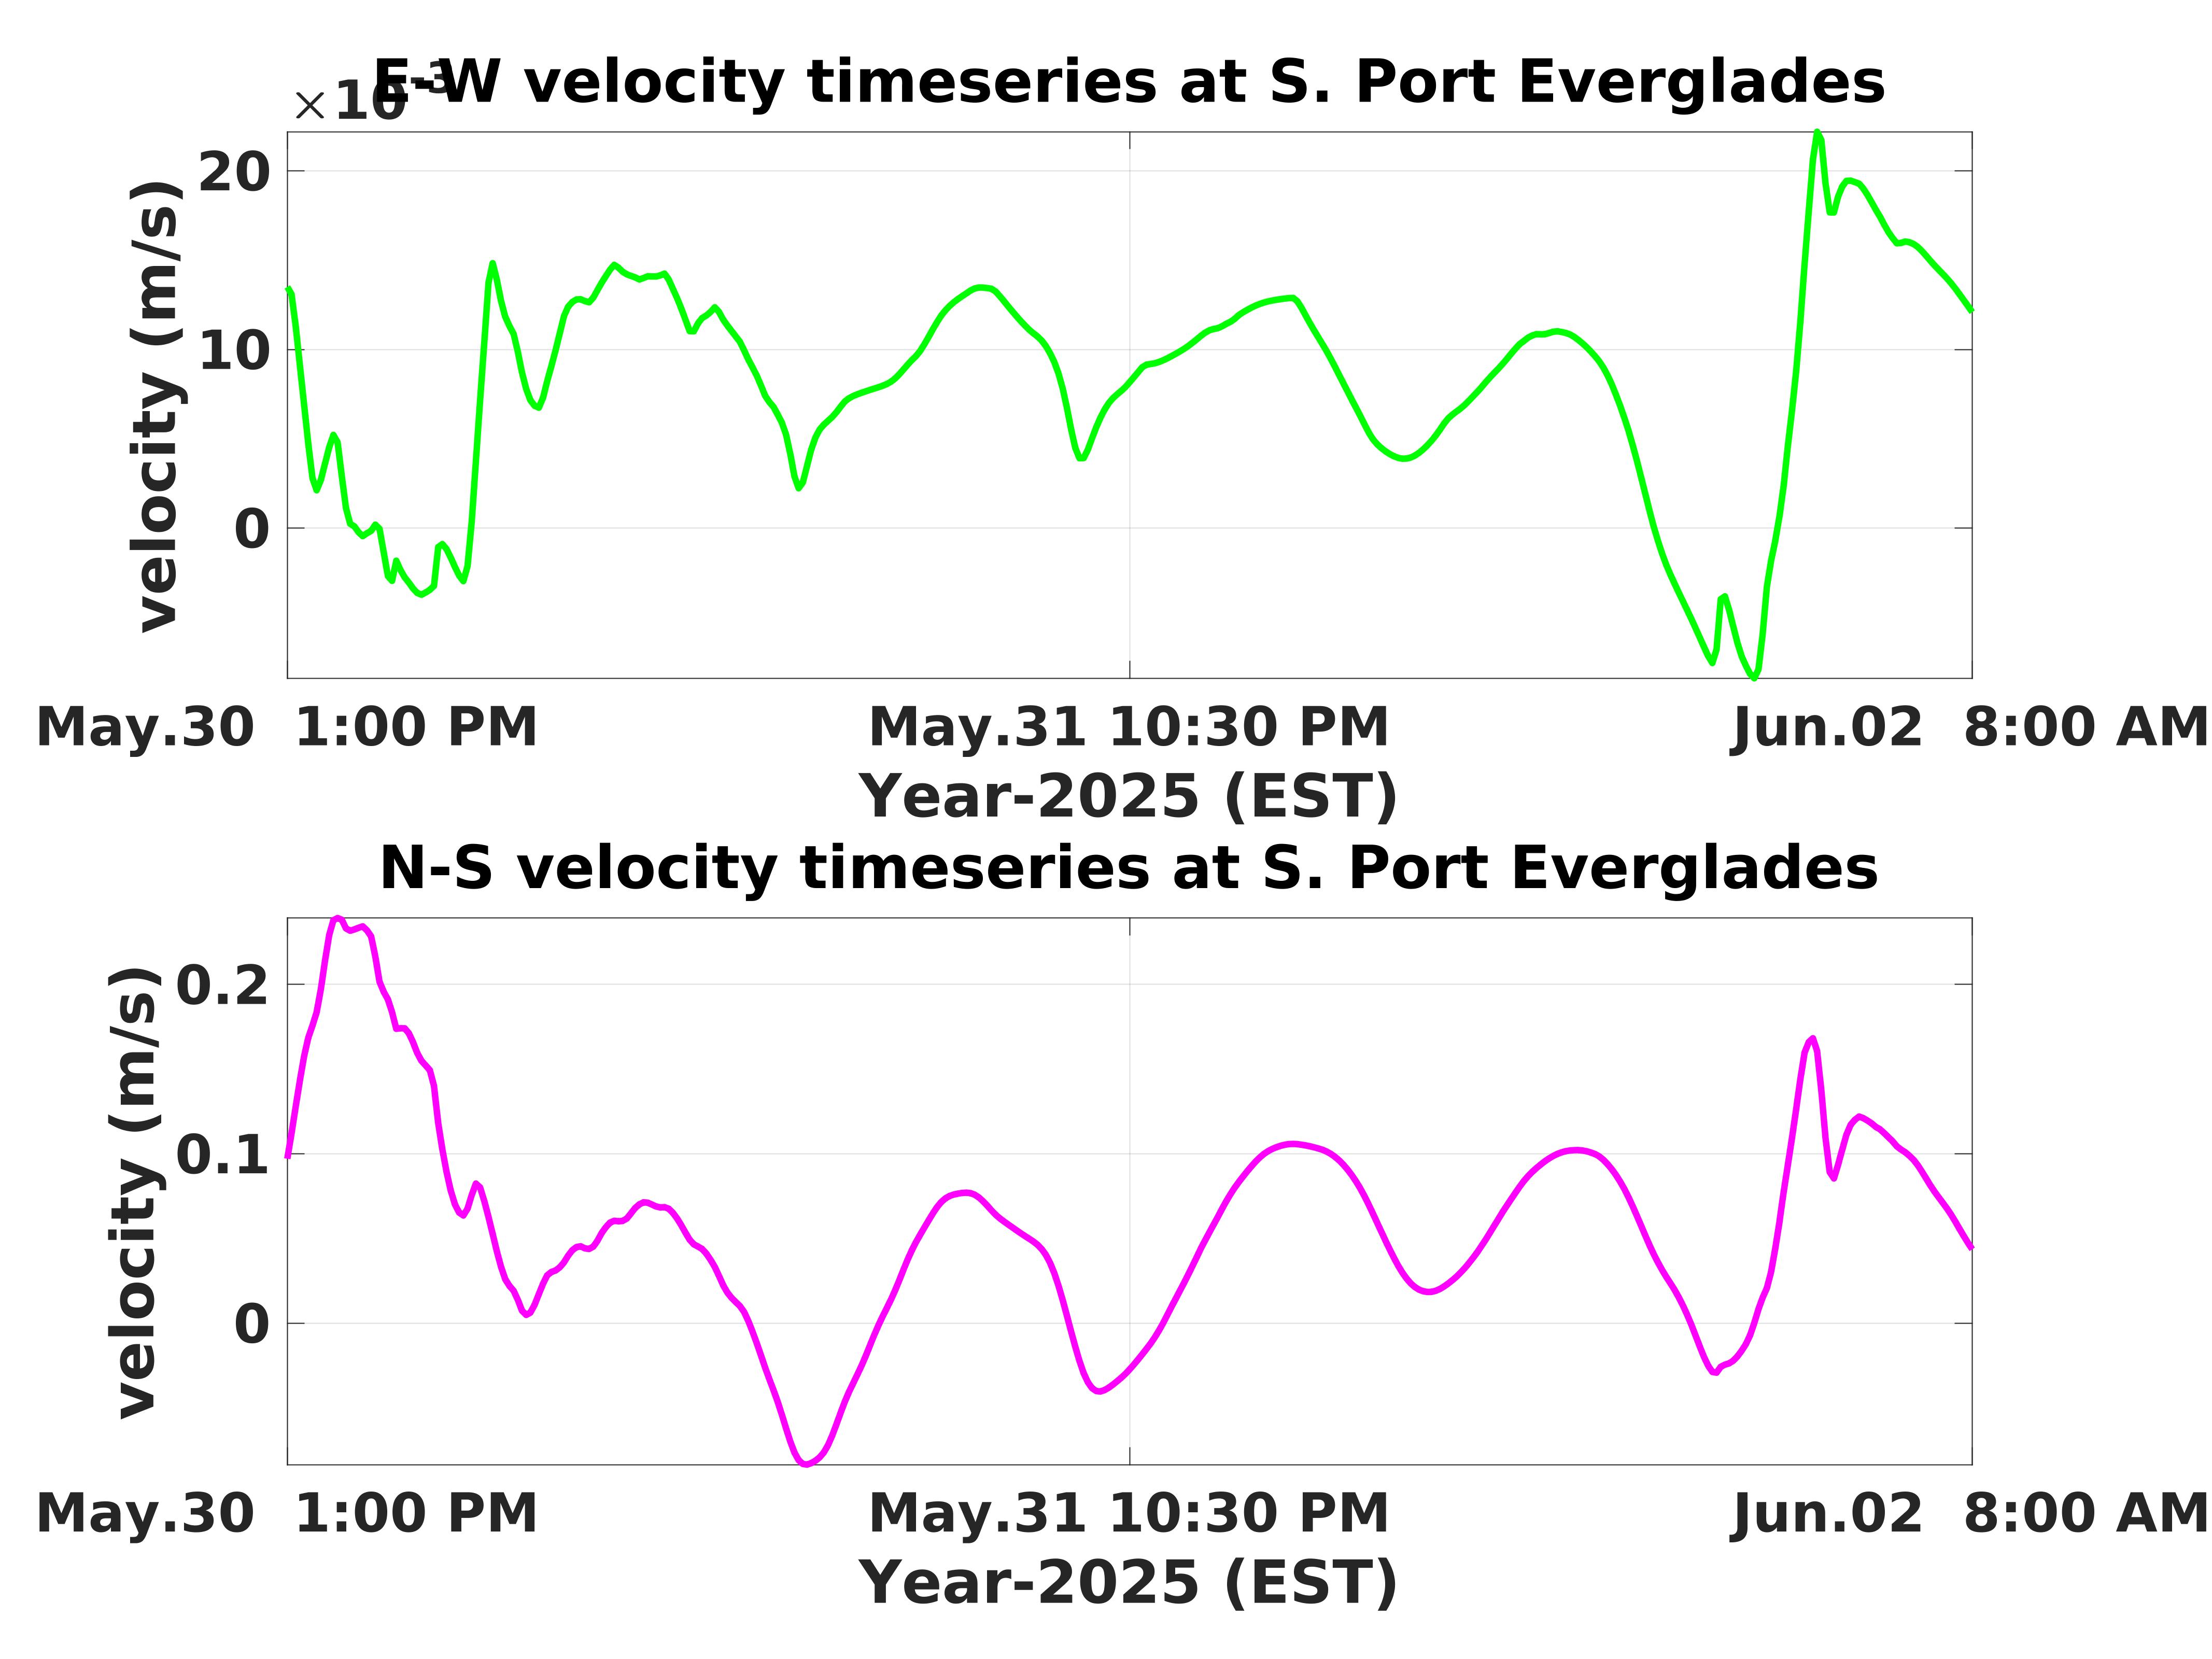 E-W velocity timeseries at S. Port Everglades
×10-3
velocity (m/s)
20
10
0
May.30 1:00 PM May.31 10:30 PM Jun.02 8:00 AM
Year-2025 (EST)
N-S velocity timeseries at S. Port Everglades
velocity (m/s)
0.2
0.1
0
May.30 1:00 PM May.31 10:30 PM Jun.02 8:00 AM
Year-2025 (EST)